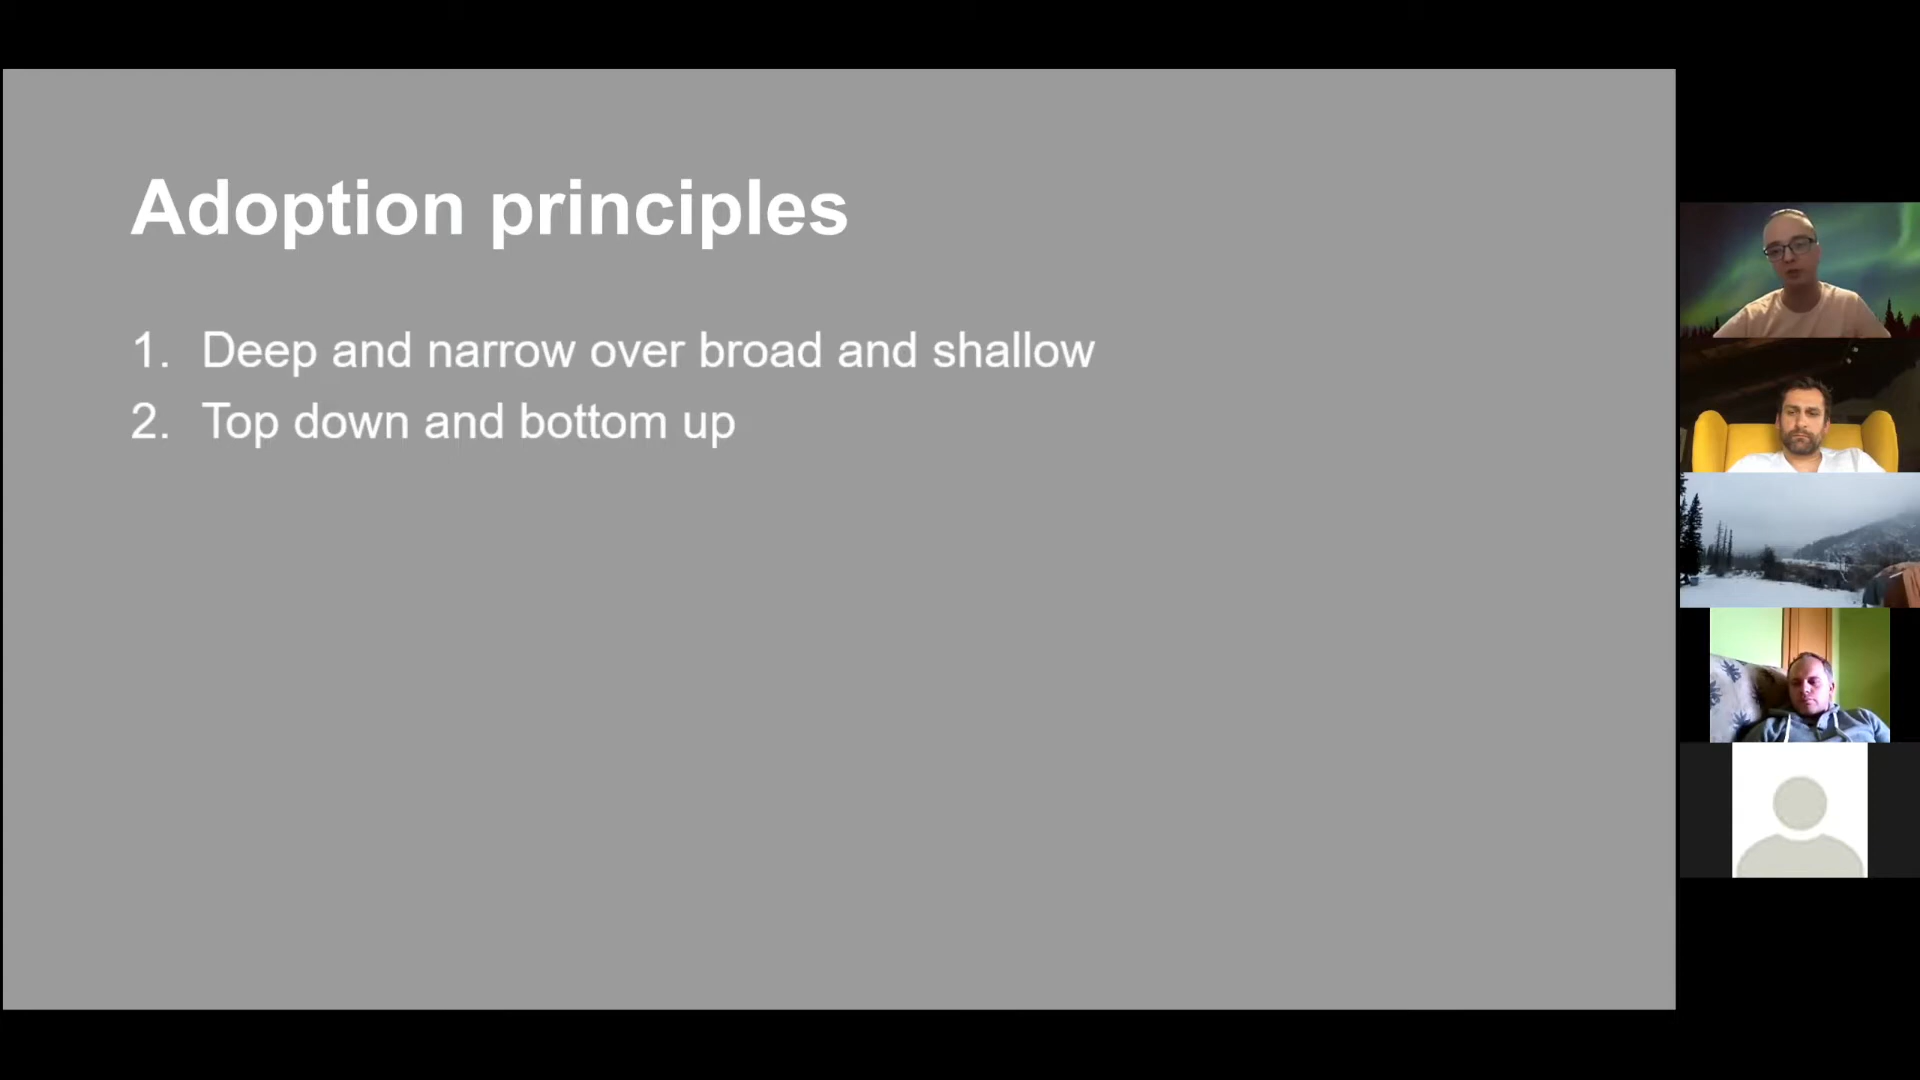 Adoption principles
1. Deep and narrow over broad and shallow
2. Top down and bottom up